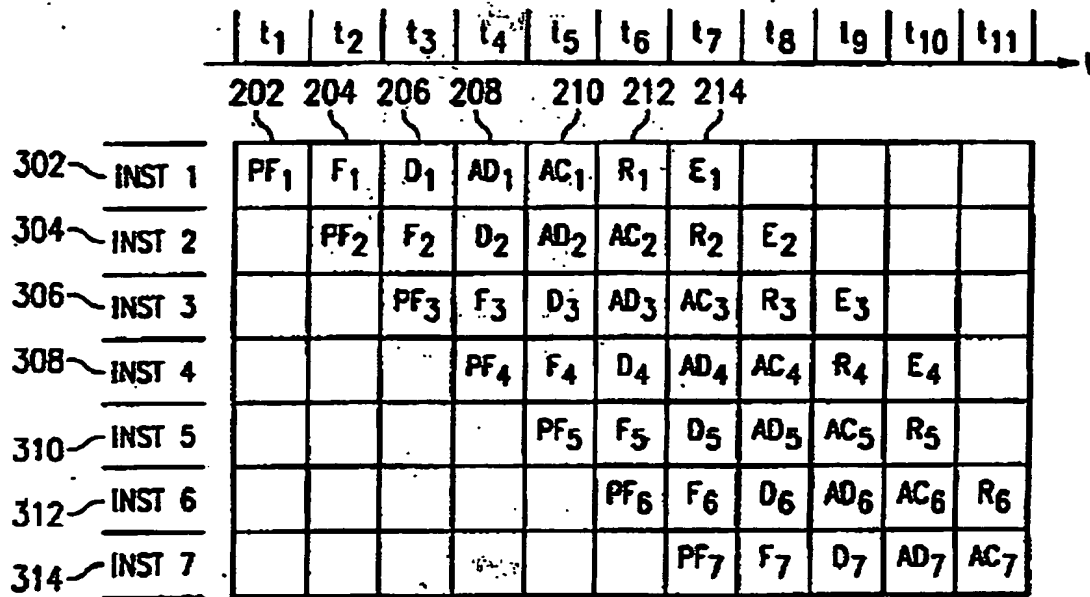 t1 t2 t3 t4 t5 t6 t7 t8 t9 t10 t11 t
202 204 206 208 210 212 214
302 INST 1 PF1 F1 D1 AD1 AC1 R1 E1
304 INST 2 PF2 F2 D2 AD2 AC2 R2 E2
306 INST 3 PF3 F3 D3 AD3 AC3 R3 E3
308 INST 4 PF4 F4 D4 AD4 AC4 R4 E4
310 INST 5 PF5 F5 D5 AD5 AC5 R5
312 INST 6 PF6 F6 D6 AD6 AC6 R6
314 INST 7 PF7 F7 D7 AD7 AC7